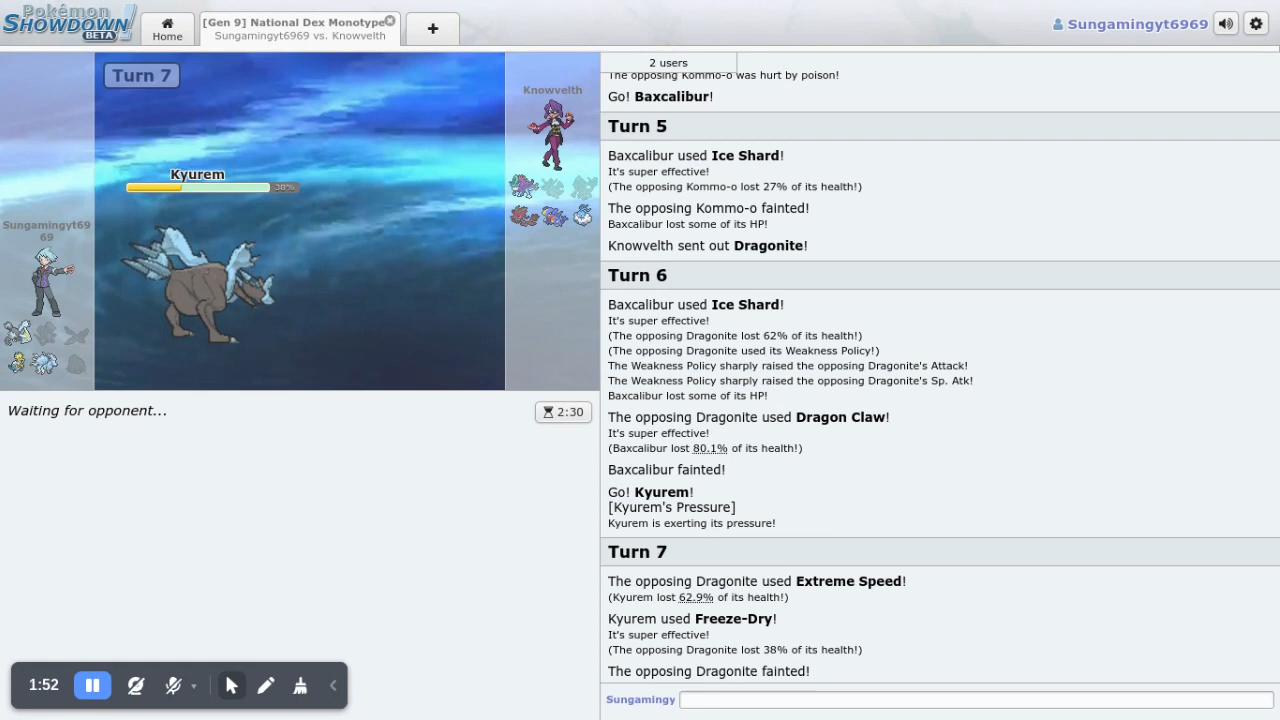 Pokémon
SHOWDOWN!
BETA
Home
[Gen 9] National Dex Monotype
Sungamingyt6969 vs. Knowvelth
+
Sungamingyt6969
Turn 7
Kyurem
38%
Knowvelth
Sungamingyt69
69
Waiting for opponent...
2:30
1:52
2 users
The opposing Kommo-o was hurt by poison!
Go! Baxcalibur!
Turn 5
Baxcalibur used Ice Shard!
It's super effective!
(The opposing Kommo-o lost 27% of its health!)
The opposing Kommo-o fainted!
Baxcalibur lost some of its HP!
Knowvelth sent out Dragonite!
Turn 6
Baxcalibur used Ice Shard!
It's super effective!
(The opposing Dragonite lost 62% of its health!)
(The opposing Dragonite used its Weakness Policy!)
The Weakness Policy sharply raised the opposing Dragonite's Attack!
The Weakness Policy sharply raised the opposing Dragonite's Sp. Atk!
Baxcalibur lost some of its HP!
The opposing Dragonite used Dragon Claw!
It's super effective!
(Baxcalibur lost 80.1% of its health!)
Baxcalibur fainted!
Go! Kyurem!
[Kyurem's Pressure]
Kyurem is exerting its pressure!
Turn 7
The opposing Dragonite used Extreme Speed!
(Kyurem lost 62.9% of its health!)
Kyurem used Freeze-Dry!
It's super effective!
(The opposing Dragonite lost 38% of its health!)
The opposing Dragonite fainted!
Sungamingy